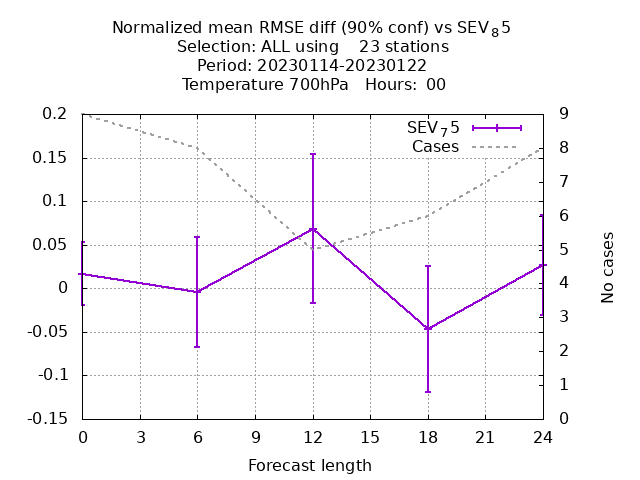 Normalized mean RMSE diff (90% conf) vs SEV₈5
Selection: ALL using    23 stations
Period: 20230114-20230122
Temperature 700hPa   Hours: 00
SEV₇5
Cases
0.2
0.15
0.1
0.05
0
-0.05
-0.1
-0.15
9
8
7
6
5
4
3
2
1
0
No cases
0 3 6 9 12 15 18 21 24
Forecast length